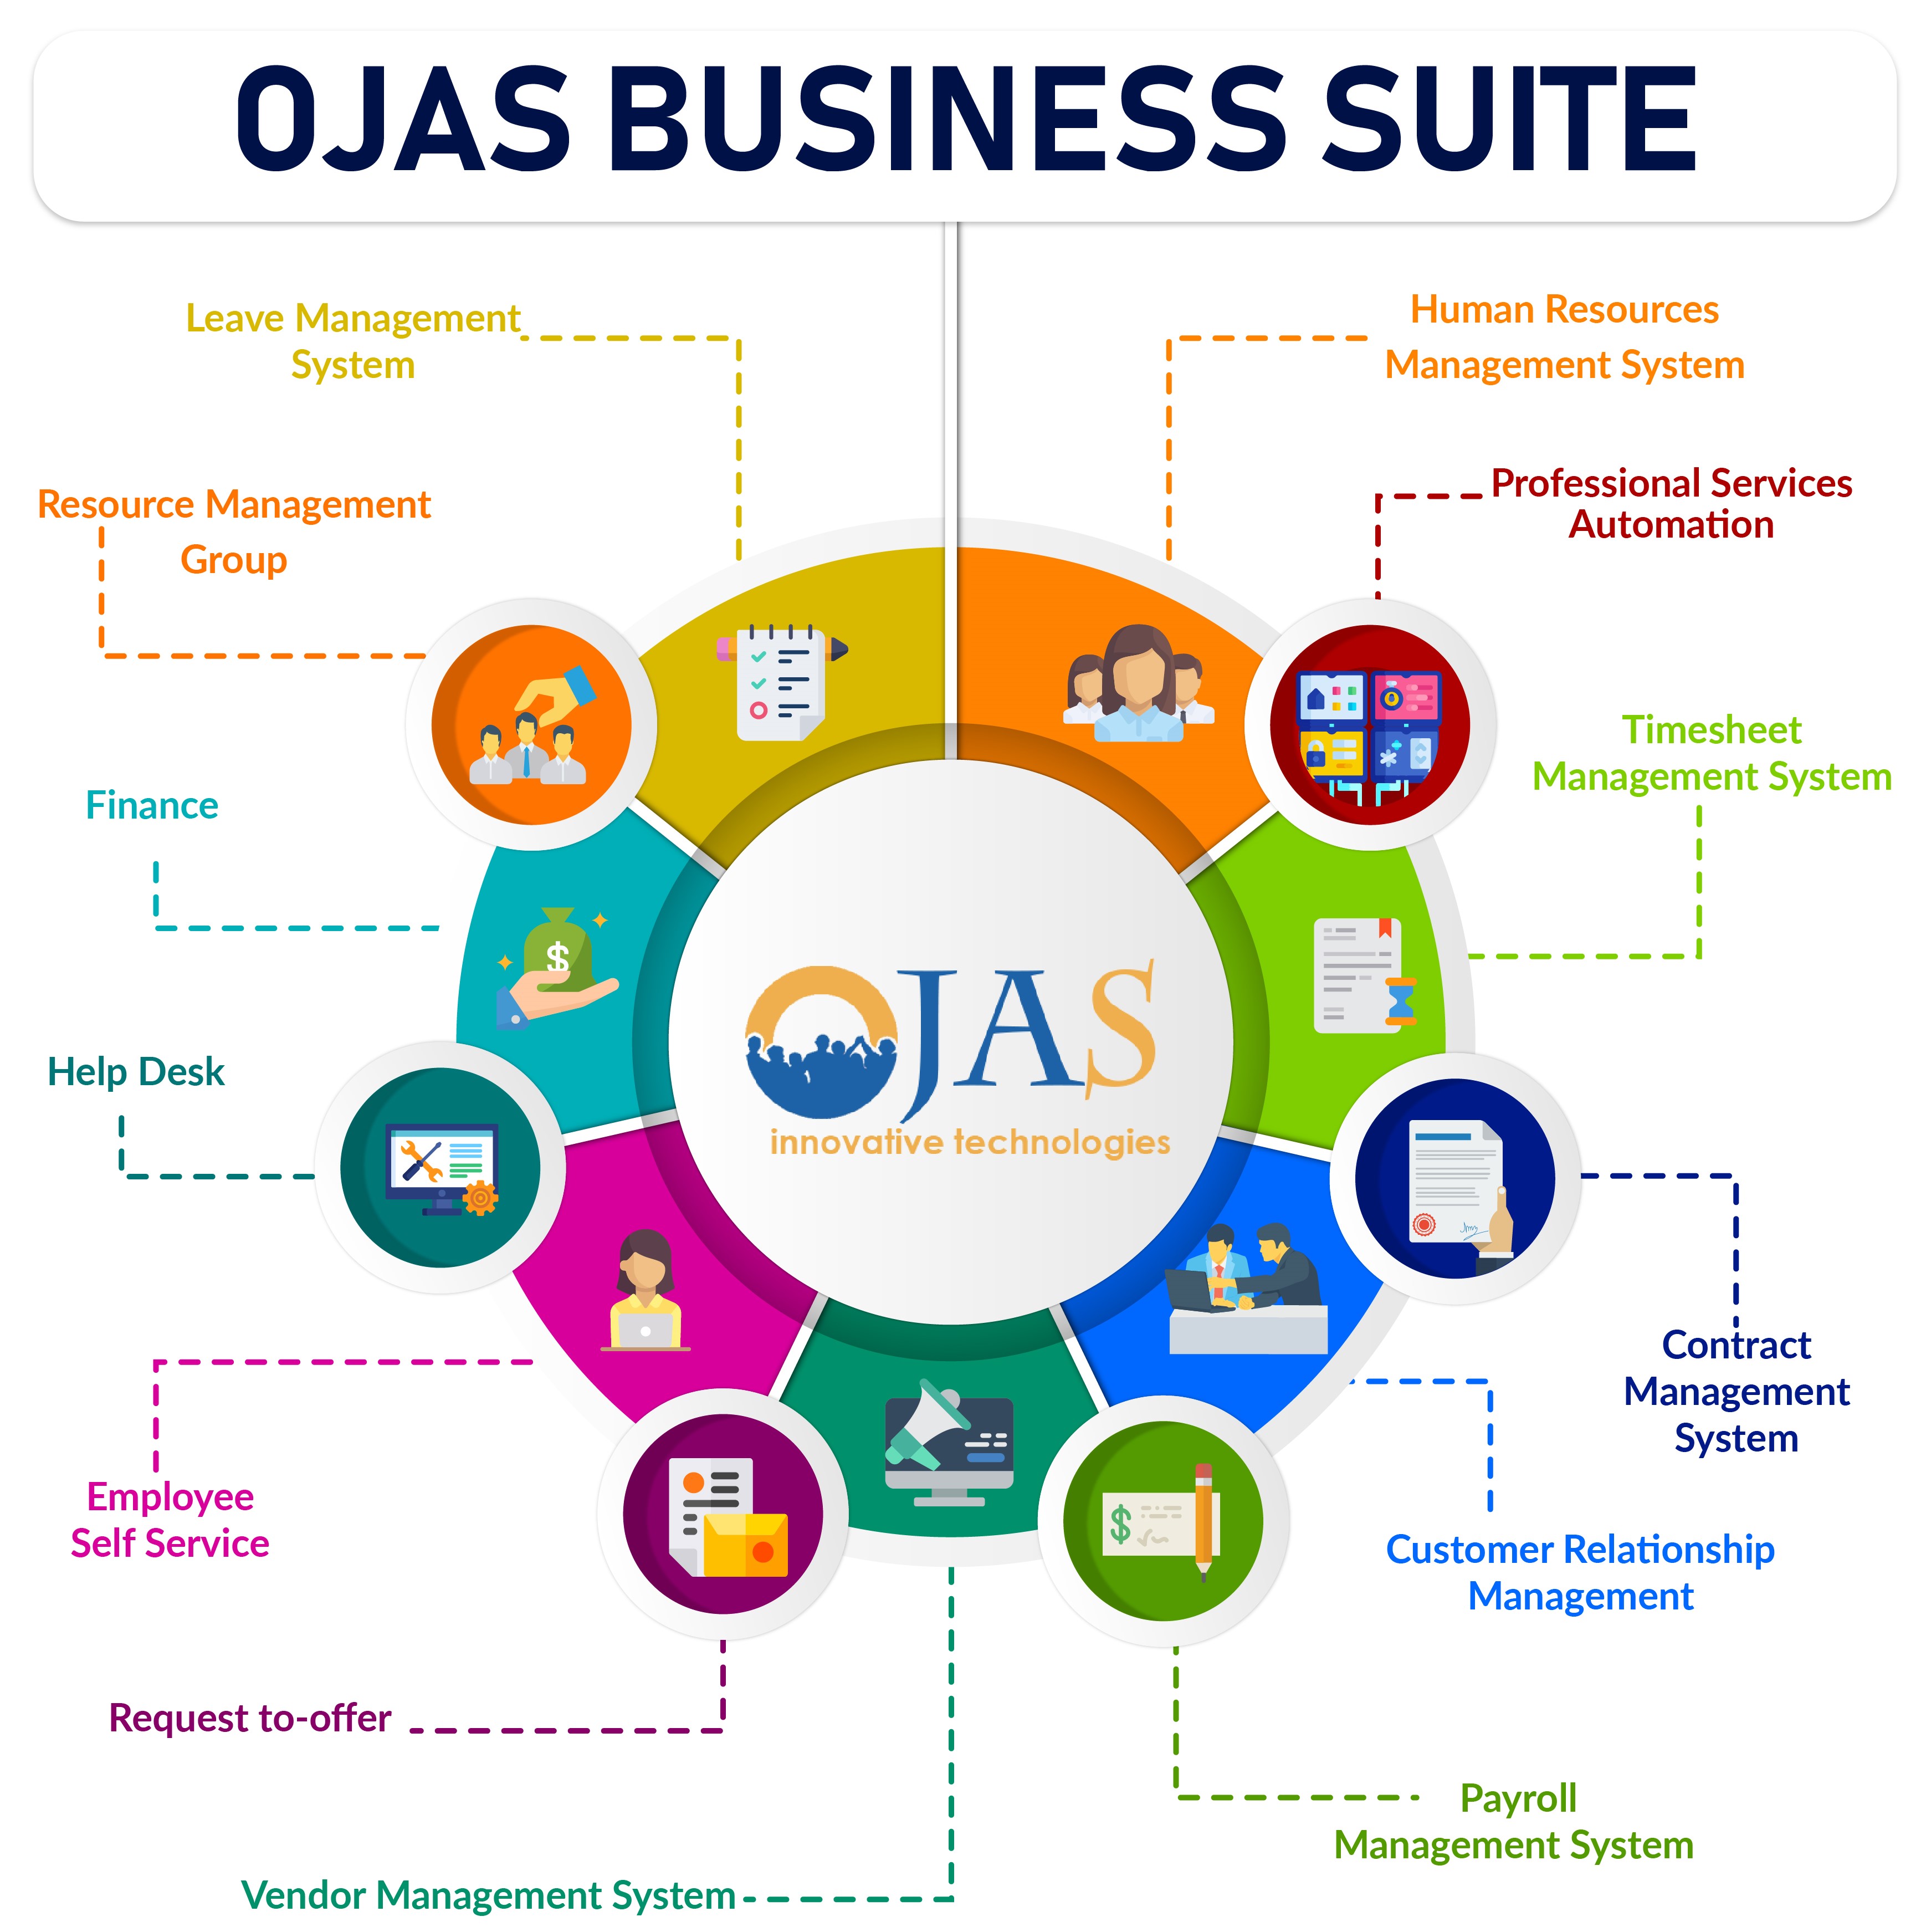 OJAS BUSINESS SUITE
Leave Management
System
Human Resources
Management System
Resource Management
Group
Professional Services
Automation
Timesheet
Management System
Finance
$
OJAS
innovative technologies
Help Desk
Contract
Management
System
Employee
Self Service
$
Customer Relationship
Management
Request to-offer
Payroll
Management System
Vendor Management System